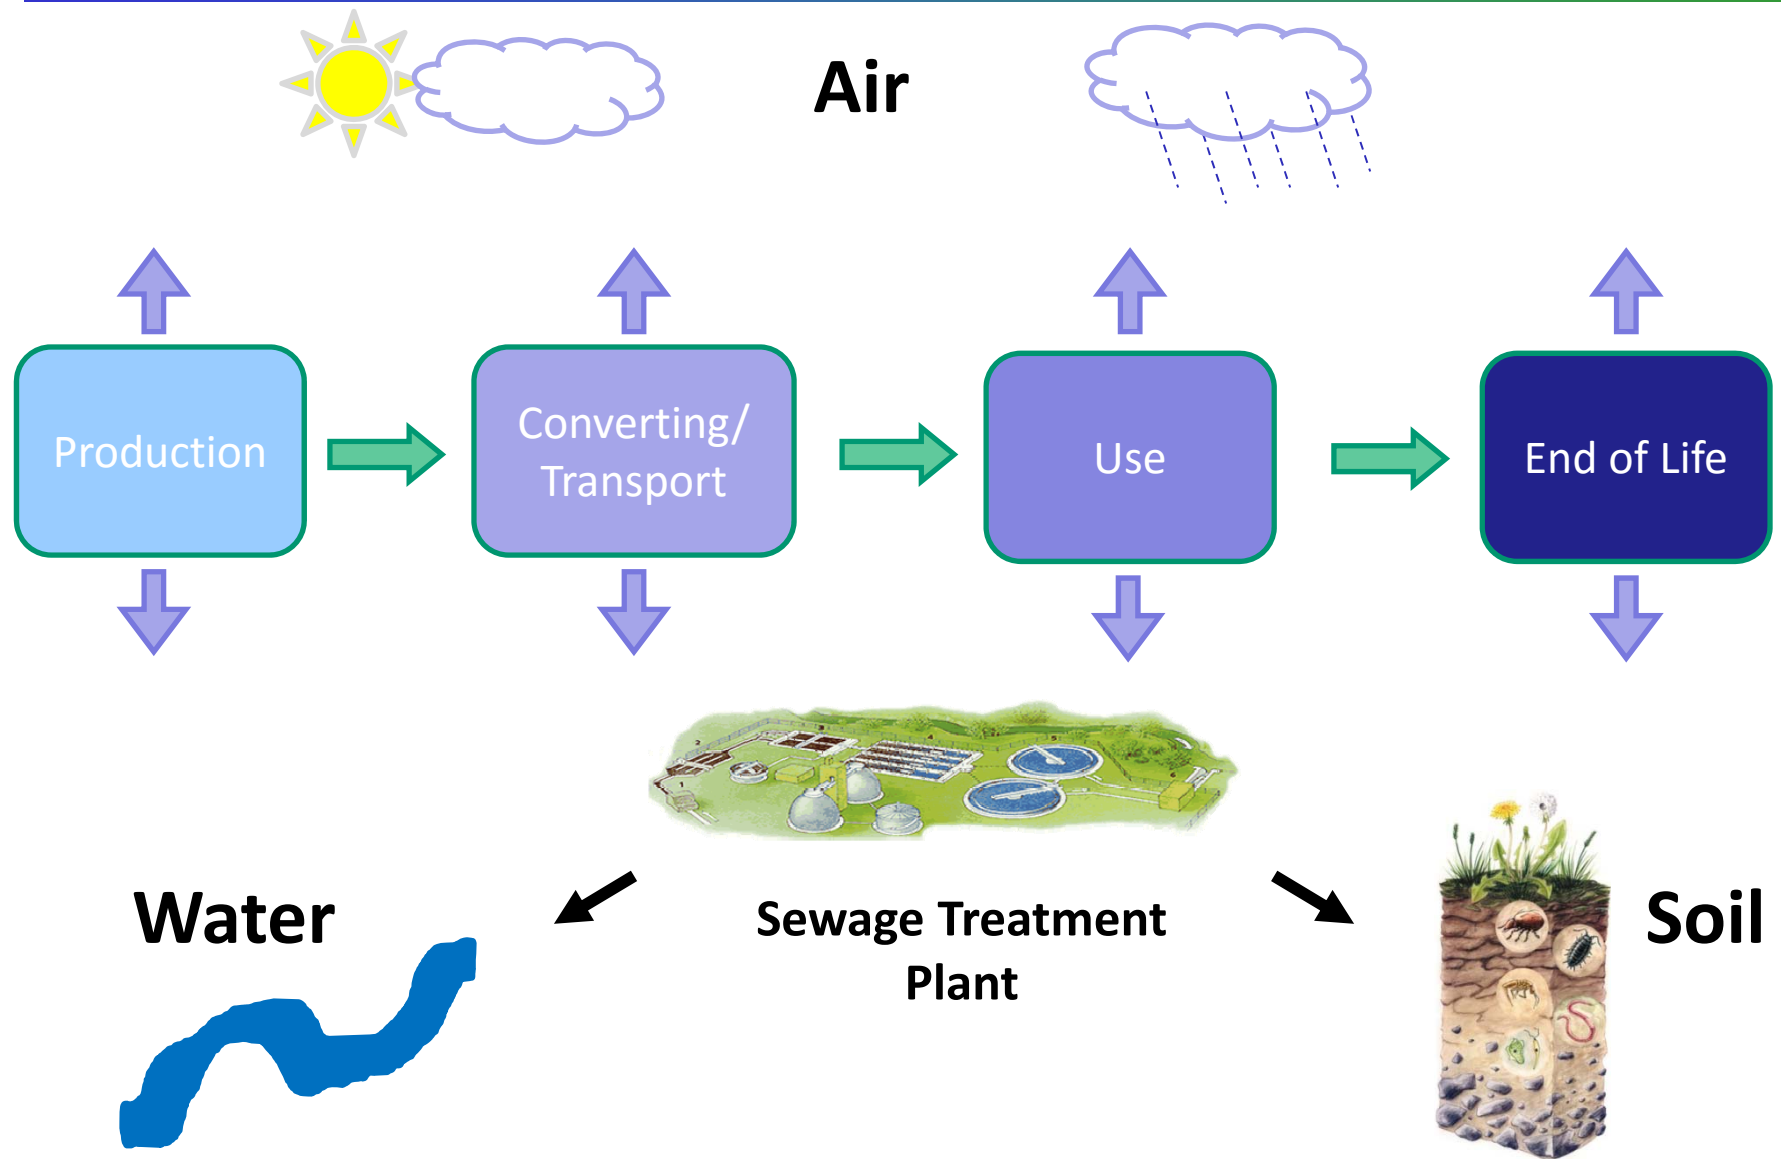 Air
Production
Converting/
Transport
Use
End of Life
Water
Sewage Treatment
Plant
Soil